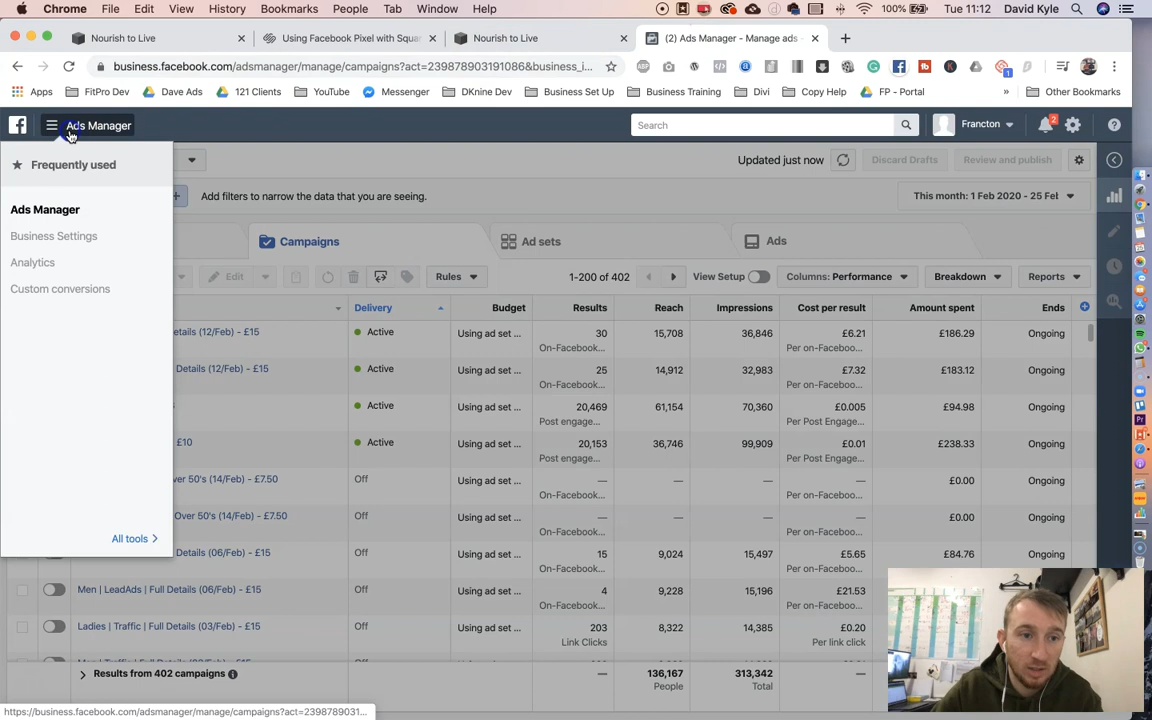 Chrome File Edit View History Bookmarks People Tab Window Help 100% Tue 11:12 David Kyle
Nourish to Live Using Facebook Pixel with Squar Nourish to Live (2) Ads Manager - Manage ads -
business.facebook.com/adsmanager/manage/campaigns?act=239878903191086&business_i...
Apps FitPro Dev Dave Ads 121 Clients YouTube Messenger DKnine Dev Business Set Up Business Training Divi Copy Help FP - Portal » Other Bookmarks
Ads Manager Search Francton 2
Frequently used Updated just now Discard Drafts Review and publish
Add filters to narrow the data that you are seeing. This month: 1 Feb 2020 - 25 Feb
Ads Manager
Business Settings Campaigns Ad sets Ads
Analytics
Custom conversions Edit Rules 1-200 of 402 View Setup Columns: Performance Breakdown Reports
Delivery Budget Results Reach Impressions Cost per result Amount spent Ends
etails (12/Feb) - £15 Active Using ad set ... 30 15,708 36,846 £6.21 £186.29 Ongoing
On-Facebook... Per on-Faceboo...
Details (12/Feb) - £15 Active Using ad set ... 25 14,912 32,983 £7.32 £183.12 Ongoing
On-Facebook... Per on-Faceboo...
Active Using ad set ... 20,469 61,154 70,360 £0.005 £94.98 Ongoing
Post engage... Per Post Engage...
£10 Active Using ad set ... 20,153 36,746 99,909 £0.01 £238.33 Ongoing
Post engage... Per Post Engage...
Over 50's (14/Feb) - £7.50 Off Using ad set ... — — — — £0.00 Ongoing
On-Facebook... Per on-Faceboo...
Over 50's (14/Feb) - £7.50 Off Using ad set ... — — — — £0.00 Ongoing
On-Facebook... Per on-Faceboo...
All tools
Details (06/Feb) - £15 Off Using ad set ... 15 9,024 15,497 £5.65 £84.76 Ongoing
On-Facebook... Per on-Faceboo...
Men | LeadAds | Full Details (06/Feb) - £15 Off Using ad set ... 4 9,228 15,196 £21.53
On-Facebook... Per on-Faceboo...
Ladies | Traffic | Full Details (03/Feb) - £15 Off Using ad set ... 203 8,322 14,385 £0.20
Link Clicks Per link click
Results from 402 campaigns — 136,167 313,342 —
People Total
https://business.facebook.com/adsmanager/manage/campaigns?act=2398789031...